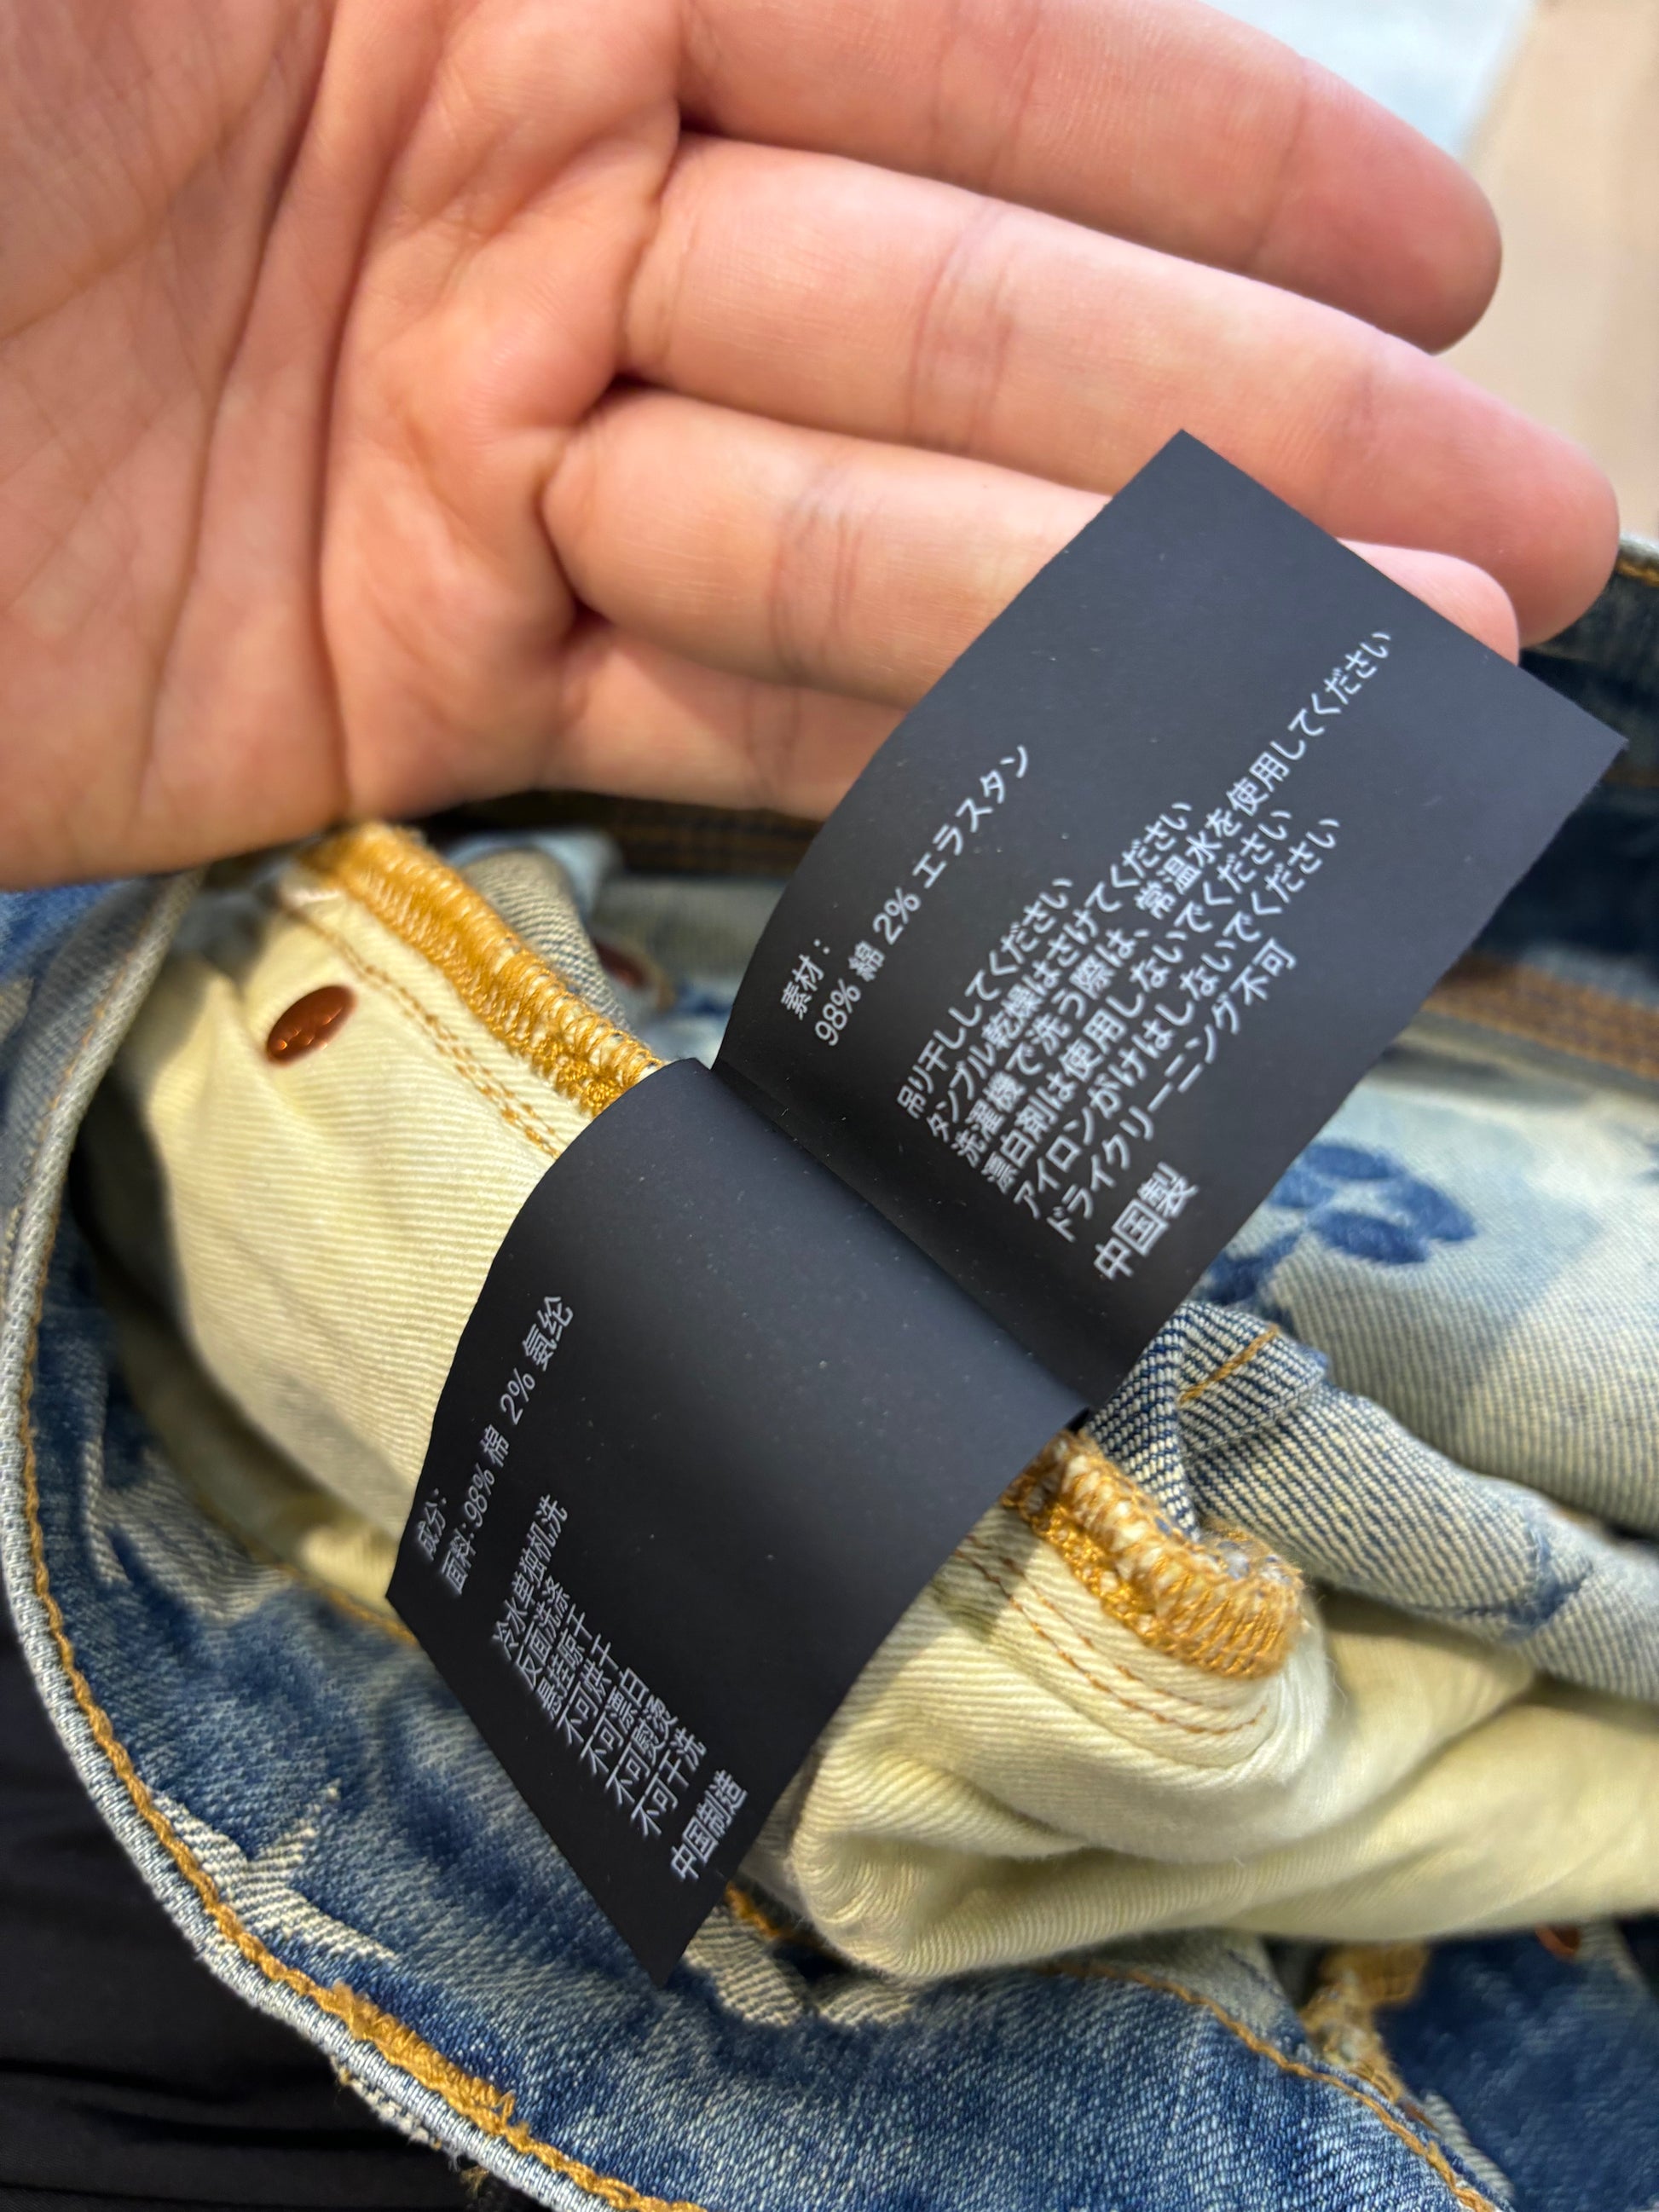 素材：
98% 綿 2% エラスタン
吊り干ししてください
タンブル乾燥はさけてください
洗濯機で洗う際は、常温水を使用してください
漂白剤は使用しないでください
アイロンがけはしないでください
ドライクリーニング不可
中国製
成分：
面料：98% 棉 2% 氨纶
冷水单独机洗
反面洗涤
悬挂晾干
不可烘干
不可漂白
不可熨烫
不可干洗
中国制造